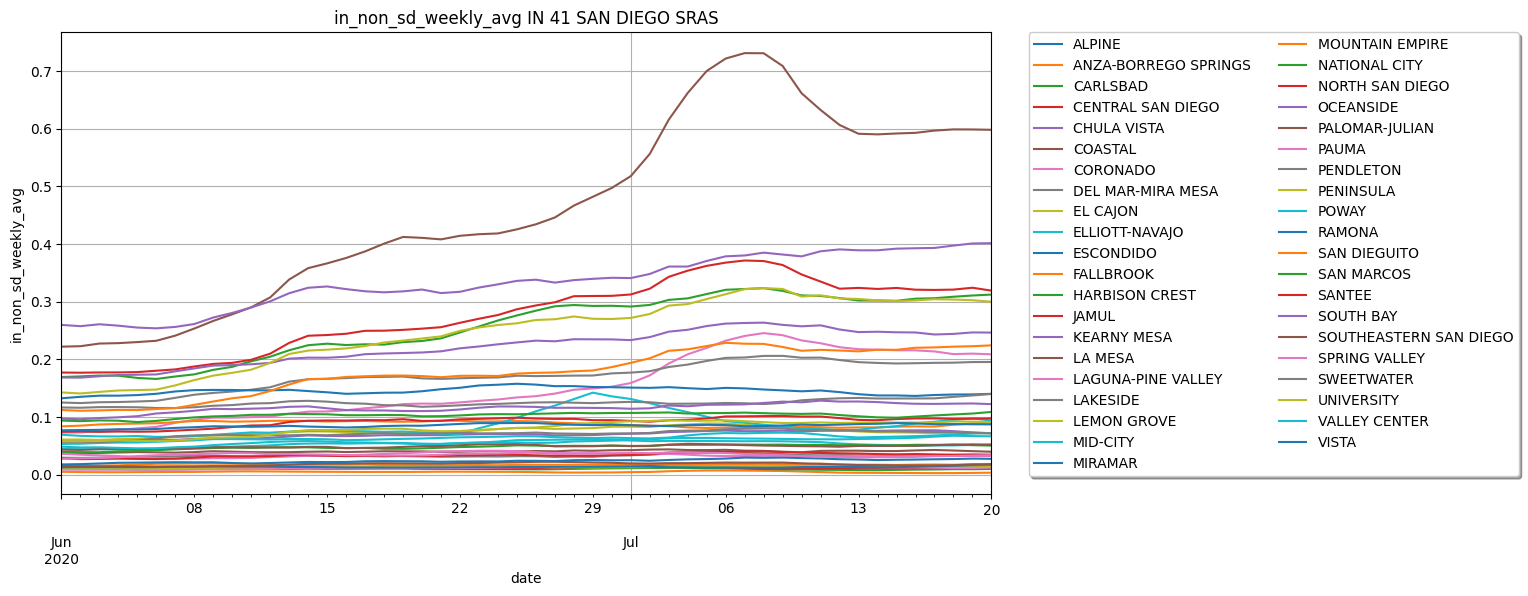 in_non_sd_weekly_avg IN 41 SAN DIEGO SRAS
in_non_sd_weekly_avg
0.7
0.6
0.5
0.4
0.3
0.2
0.1
0.0
08
15
22
29
06
13
20
Jun
2020
Jul
date
ALPINE
ANZA-BORREGO SPRINGS
CARLSBAD
CENTRAL SAN DIEGO
CHULA VISTA
COASTAL
CORONADO
DEL MAR-MIRA MESA
EL CAJON
ELLIOTT-NAVAJO
ESCONDIDO
FALLBROOK
HARBISON CREST
JAMUL
KEARNY MESA
LA MESA
LAGUNA-PINE VALLEY
LAKESIDE
LEMON GROVE
MID-CITY
MIRAMAR
MOUNTAIN EMPIRE
NATIONAL CITY
NORTH SAN DIEGO
OCEANSIDE
PALOMAR-JULIAN
PAUMA
PENDLETON
PENINSULA
POWAY
RAMONA
SAN DIEGUITO
SAN MARCOS
SANTEE
SOUTH BAY
SOUTHEASTERN SAN DIEGO
SPRING VALLEY
SWEETWATER
UNIVERSITY
VALLEY CENTER
VISTA